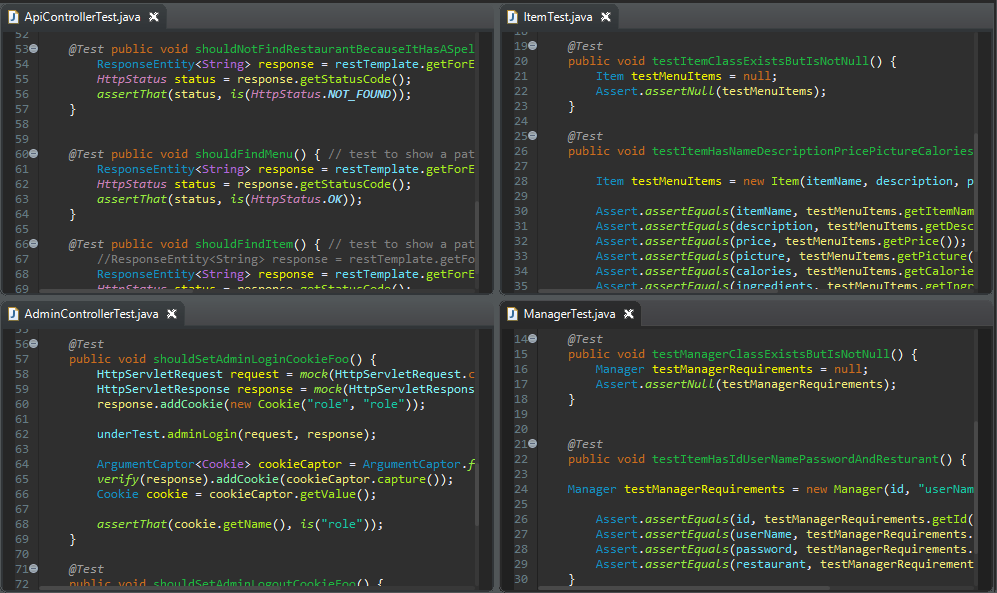 ApiControllerTest.java
52
53 @Test public void shouldNotFindRestaurantBecauseItHasASpel
54 ResponseEntity<String> response = restTemplate.getForE
55 HttpStatus status = response.getStatusCode();
56 assertThat(status, is(HttpStatus.NOT_FOUND));
57 }
58
59
60 @Test public void shouldFindMenu() { // test to show a pat
61 ResponseEntity<String> response = restTemplate.getForE
62 HttpStatus status = response.getStatusCode();
63 assertThat(status, is(HttpStatus.OK));
64 }
65
66 @Test public void shouldFindItem() { // test to show a pat
67 //ResponseEntity<String> response = restTemplate.getFo
68 ResponseEntity<String> response = restTemplate.getForE
69 HttpStatus status = response.getStatusCode();
ItemTest.java
18
19 @Test
20 public void testItemClassExistsButIsNotNull() {
21 Item testMenuItems = null;
22 Assert.assertNull(testMenuItems);
23 }
24
25 @Test
26 public void testItemHasNameDescriptionPricePictureCalories
27
28 Item testMenuItems = new Item(itemName, description, p
29
30 Assert.assertEquals(itemName, testMenuItems.getItemNam
31 Assert.assertEquals(description, testMenuItems.getDesc
32 Assert.assertEquals(price, testMenuItems.getPrice());
33 Assert.assertEquals(picture, testMenuItems.getPicture(
34 Assert.assertEquals(calories, testMenuItems.getCalorie
35 Assert.assertEquals(ingredients, testMenuItems.getIngr
AdminControllerTest.java
55
56 @Test
57 public void shouldSetAdminLoginCookieFoo() {
58 HttpServletRequest request = mock(HttpServletRequest.c
59 HttpServletResponse response = mock(HttpServletRespons
60 response.addCookie(new Cookie("role", "role"));
61
62 underTest.adminLogin(request, response);
63
64 ArgumentCaptor<Cookie> cookieCaptor = ArgumentCaptor.f
65 verify(response).addCookie(cookieCaptor.capture());
66 Cookie cookie = cookieCaptor.getValue();
67
68 assertThat(cookie.getName(), is("role"));
69 }
70
71 @Test
72 public void shouldSetAdminLogoutCookieFoo() {
ManagerTest.java
14 @Test
15 public void testManagerClassExistsButIsNotNull() {
16 Manager testManagerRequirements = null;
17 Assert.assertNull(testManagerRequirements);
18 }
19
20
21 @Test
22 public void testItemHasIdUserNamePasswordAndResturant() {
23
24 Manager testManagerRequirements = new Manager(id, "userNam
25
26 Assert.assertEquals(id, testManagerRequirements.getId(
27 Assert.assertEquals(userName, testManagerRequirements.
28 Assert.assertEquals(password, testManagerRequirements.
29 Assert.assertEquals(restaurant, testManagerRequirement
30 }